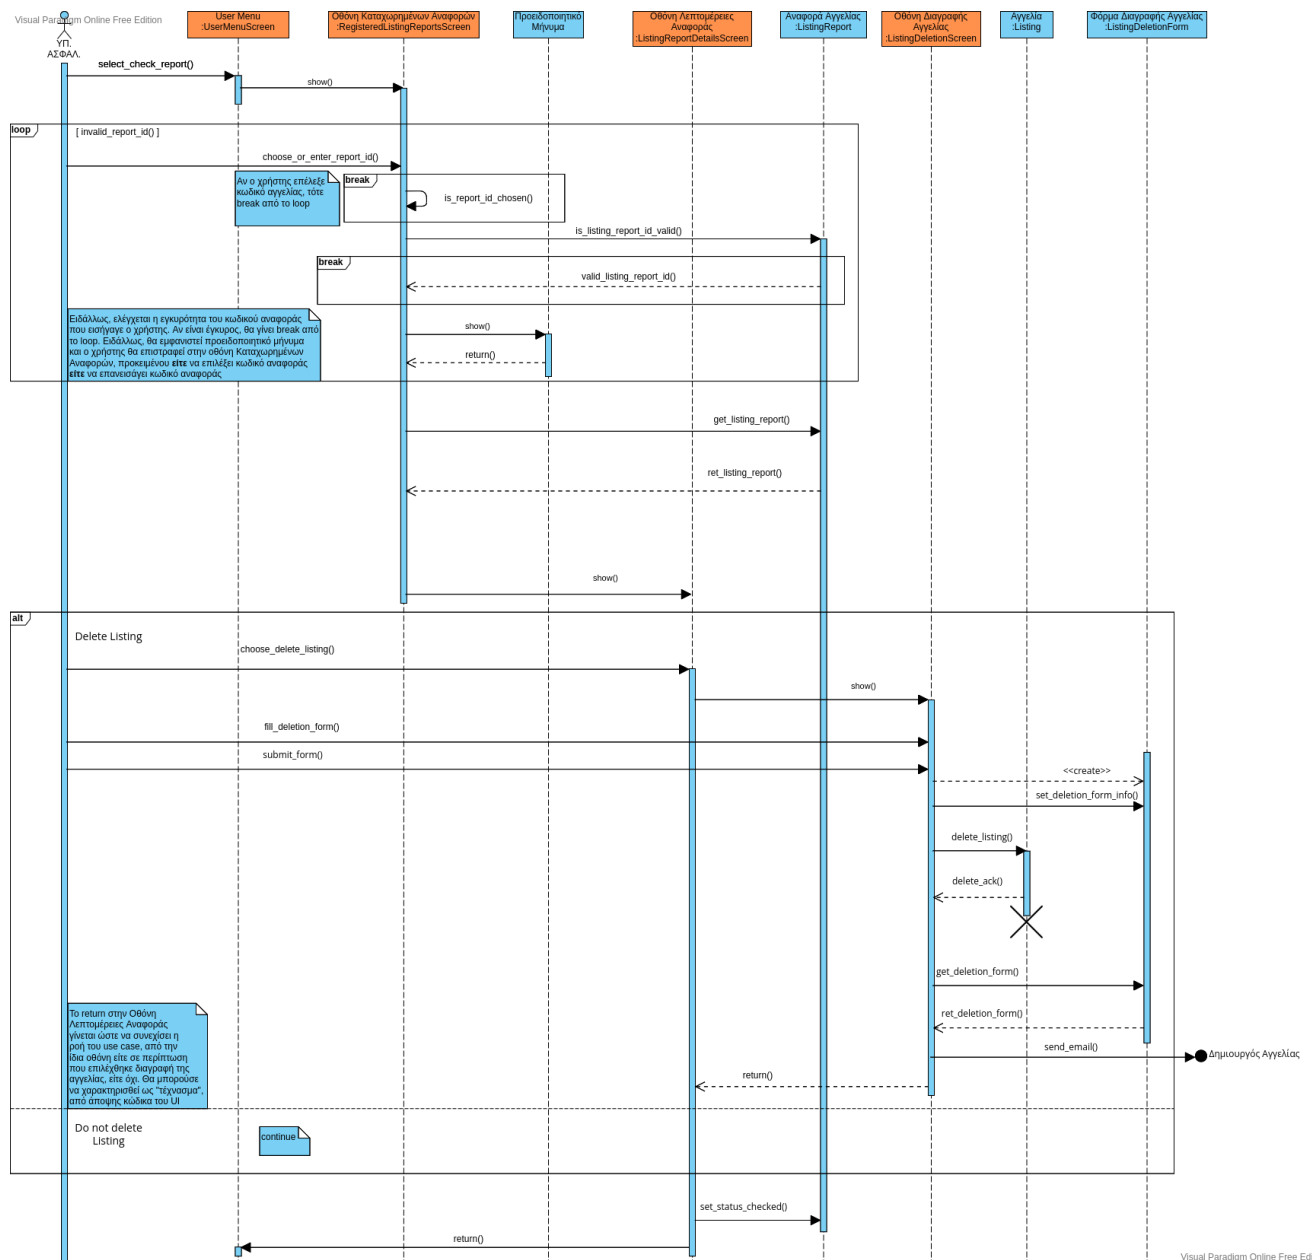 Visual Paradigm Online Free Edition
ΥΠ.
ΑΣΦΑΛ.
User Menu
:UserMenuScreen
Οθόνη Καταχωρημένων Αναφορών
:RegisteredListingReportsScreen
Προειδοποιητικό
Μήνυμα
Οθόνη Λεπτομέρειες
Αναφοράς
:ListingReportDetailsScreen
Αναφορά Αγγελίας
:ListingReport
Οθόνη Διαγραφής
Αγγελίας
:ListingDeletionScreen
Αγγελία
:Listing
Φόρμα Διαγραφής Αγγελίας
:ListingDeletionForm
select_check_report()
show()
loop
[ invalid_report_id() ]
choose_or_enter_report_id()
Αν ο χρήστης επέλεξε
κωδικό αγγελίας, τότε
break από το loop
break
is_report_id_chosen()
is_listing_report_id_valid()
break
valid_listing_report_id()
Ειδάλλως, ελέγχεται η εγκυρότητα του κωδικού αναφοράς
που εισήγαγε ο χρήστης. Αν είναι έγκυρος, θα γίνει break από
το loop. Ειδάλλως, θα εμφανιστεί προειδοποιητικό μήνυμα
και ο χρήστης θα επιστραφεί στην οθόνη Καταχωρημένων
Αναφορών, προκειμένου είτε να επιλέξει κωδικό αναφοράς
είτε να επανεισάγει κωδικό αναφοράς
show()
return()
get_listing_report()
ret_listing_report()
show()
alt
Delete Listing
choose_delete_listing()
show()
fill_deletion_form()
submit_form()
<<create>>
set_deletion_form_info()
delete_listing()
delete_ack()
get_deletion_form()
ret_deletion_form()
send_email()
Δημιουργός Αγγελίας
return()
Το return στην Οθόνη
Λεπτομέρειες Αναφοράς
γίνεται ώστε να συνεχίσει η
ροή του use case, από την
ίδια οθόνη είτε σε περίπτωση
που επιλέχθηκε διαγραφή της
αγγελίας, είτε όχι. Θα μπορούσε
να χαρακτηρισθεί ως "τέχνασμα",
από άποψης κώδικα του UI
Do not delete
Listing
continue
set_status_checked()
return()
Visual Paradigm Online Free Ed